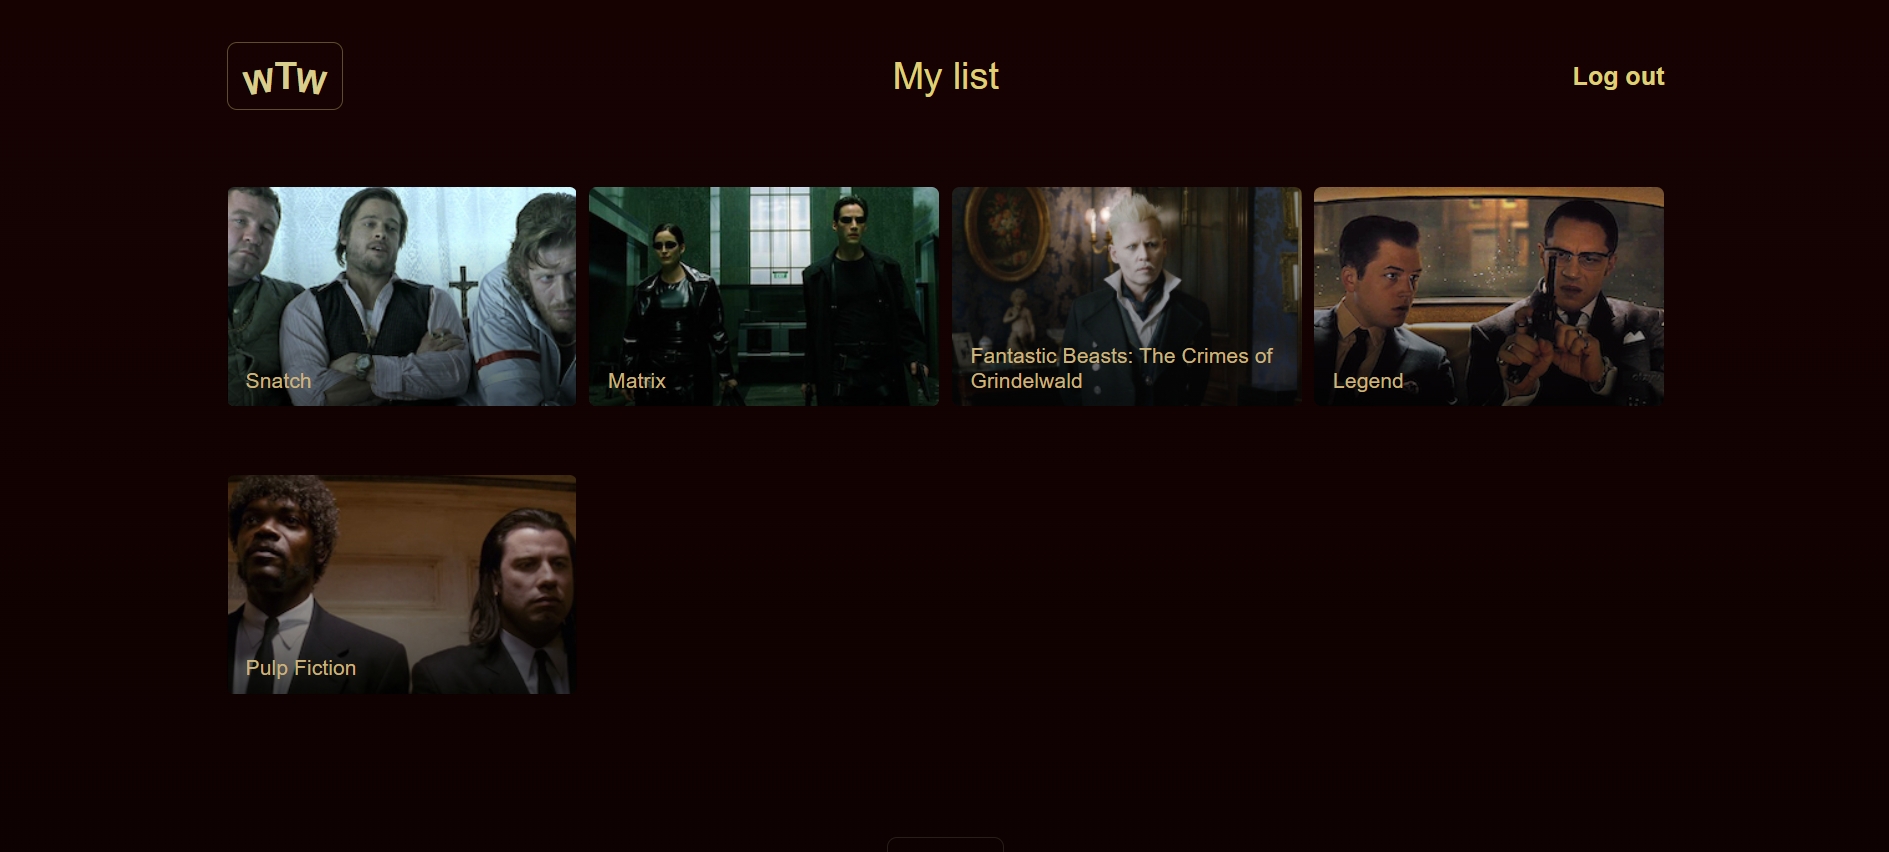 WTW
My list
Log out
Snatch
Matrix
Fantastic Beasts: The Crimes of
Grindelwald
Legend
Pulp Fiction